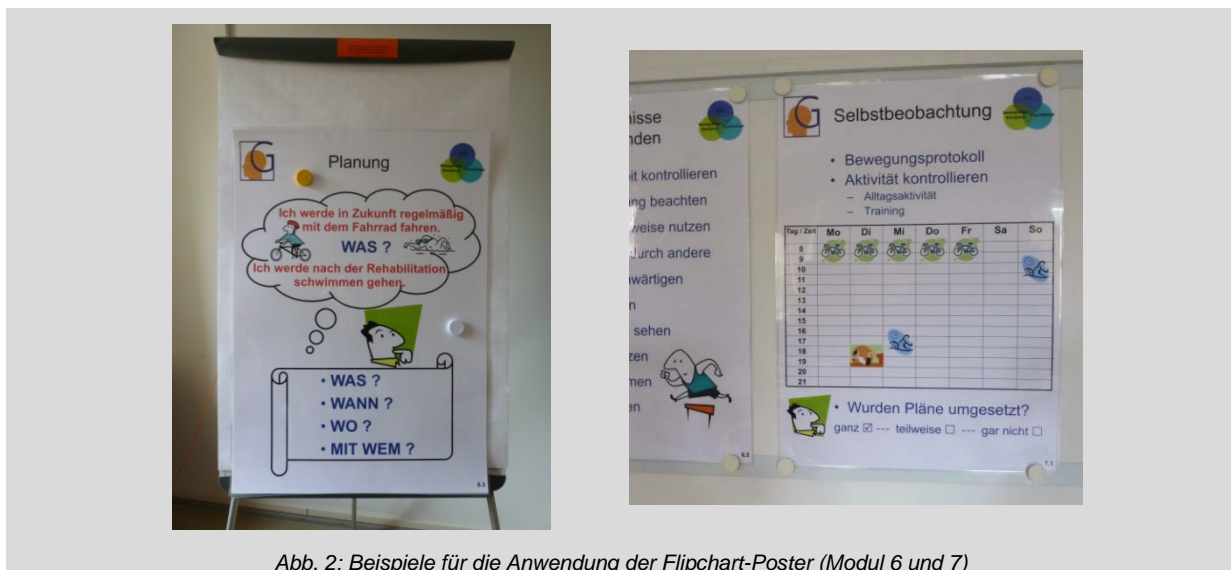 Planung
Ich werde in Zukunft regelmäßig
mit dem Fahrrad fahren.
WAS ?
Ich werde nach der Rehabilitation
schwimmen gehen.
• WAS ?
• WANN ?
• WO ?
• MIT WEM ?
6.3
nisse
nden
eit kontrollieren
ng beachten
weise nutzen
durch andere
wärtigen
n
sehen
zen
men
en
6.5
G Selbstbeobachtung
• Bewegungsprotokoll
• Aktivität kontrollieren
– Alltagsaktivität
– Training
Tag / Zeit Mo Di Mi Do Fr Sa So
8
9
10
11
12
13
14
15
16
17
18
19
20
21
• Wurden Pläne umgesetzt?
ganz ☑ --- teilweise ☐ --- gar nicht ☐
7.1
Abb. 2: Beispiele für die Anwendung der Flipchart-Poster (Modul 6 und 7)